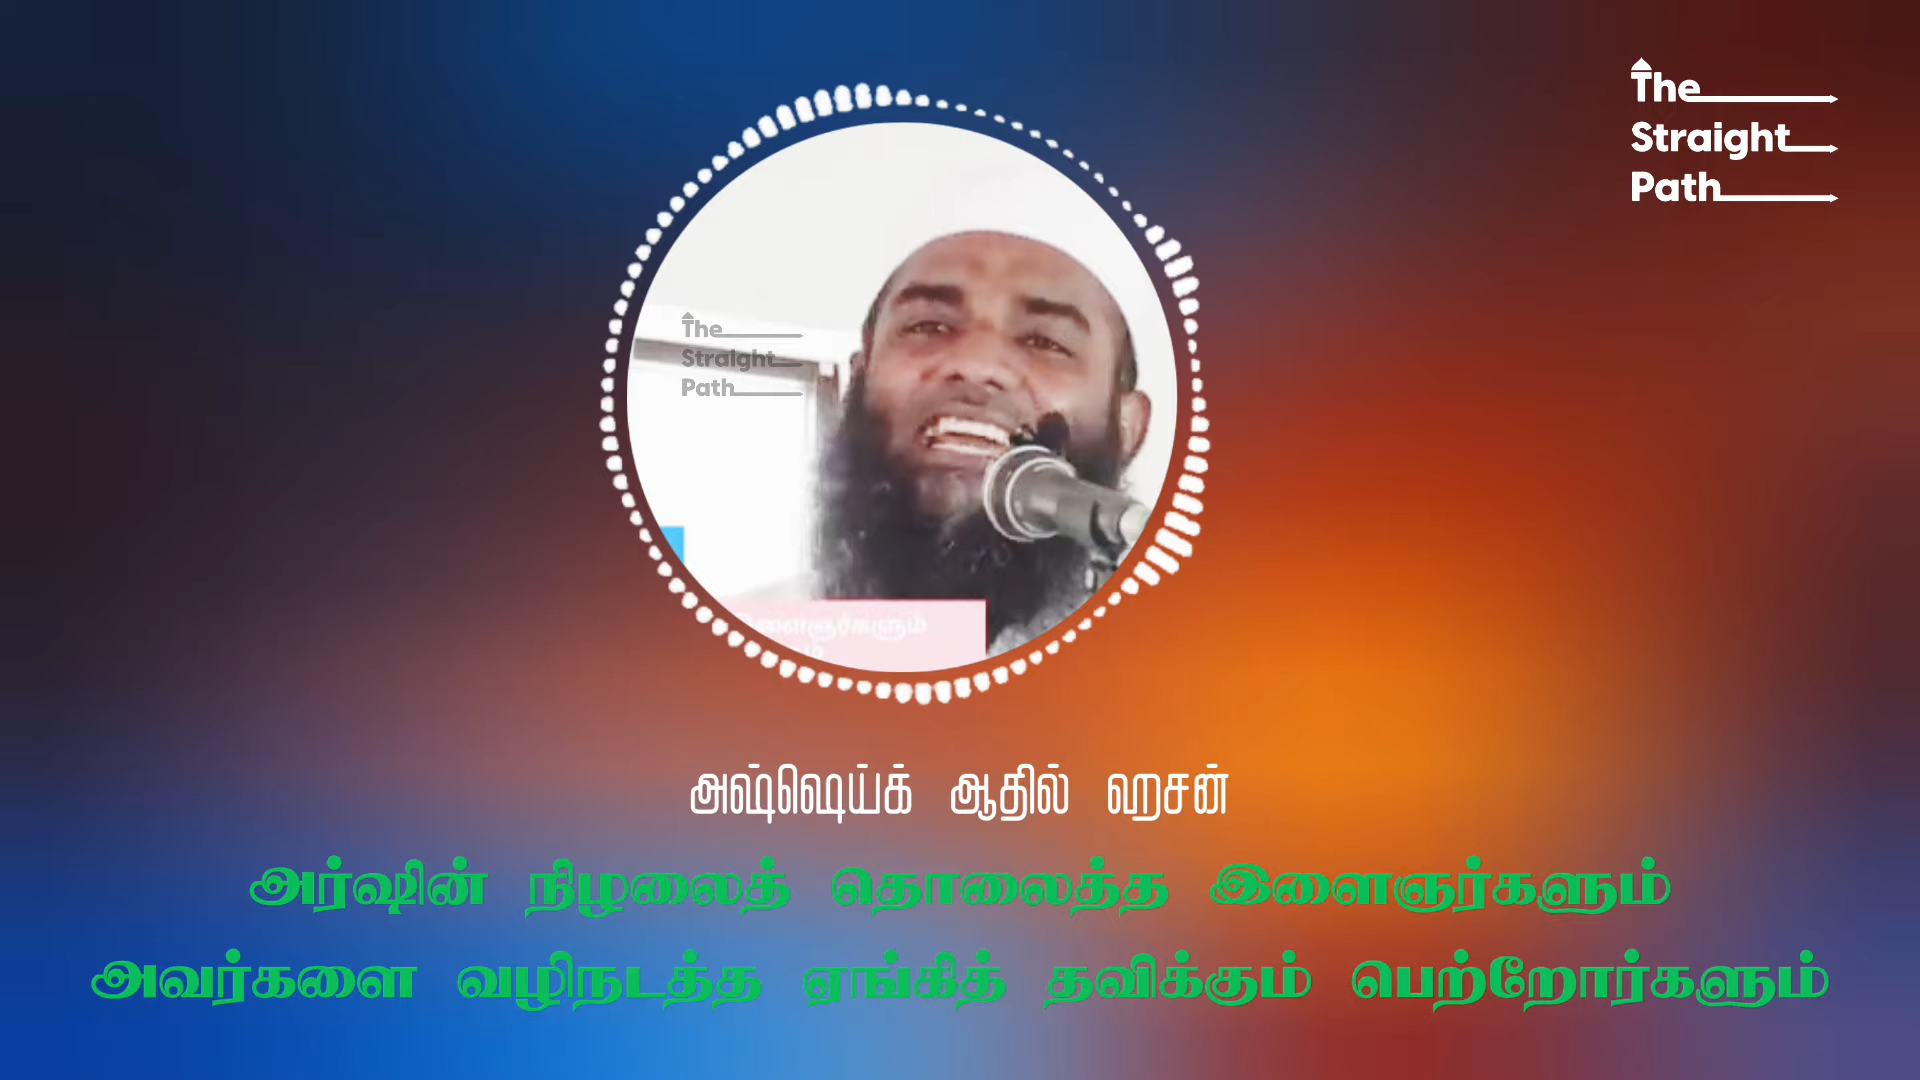 The
Straight
Path
The
Straight
Path
அஷ்ஷெய்க் ஆதில் ஹசன்
அர்ஷின் நிழலைத் தொலைத்த இளைஞர்களும்
அவர்களை வழிநடத்த ஏங்கித் தவிக்கும் பெற்றோர்களும்